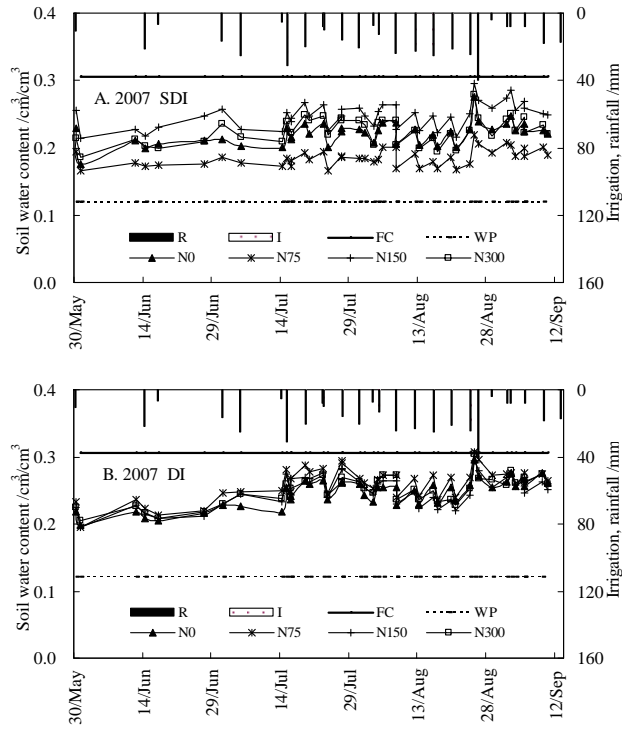 0.4
0.3
0.2
0.1
0.0
Soil water content /cm/cm³
A. 2007 SDI
0
40
80
120
160
Irrigation, rainfall /mm
R I FC WP
N0 N75 N150 N300
30/May 14/Jun 29/Jun 14/Jul 29/Jul 13/Aug 28/Aug 12/Sep
0.4
0.3
0.2
0.1
0.0
Soil water content /cm/cm³
B. 2007 DI
0
40
80
120
160
Irrigation, rainfall /mm
R I FC WP
N0 N75 N150 N300
30/May 14/Jun 29/Jun 14/Jul 29/Jul 13/Aug 28/Aug 12/Sep